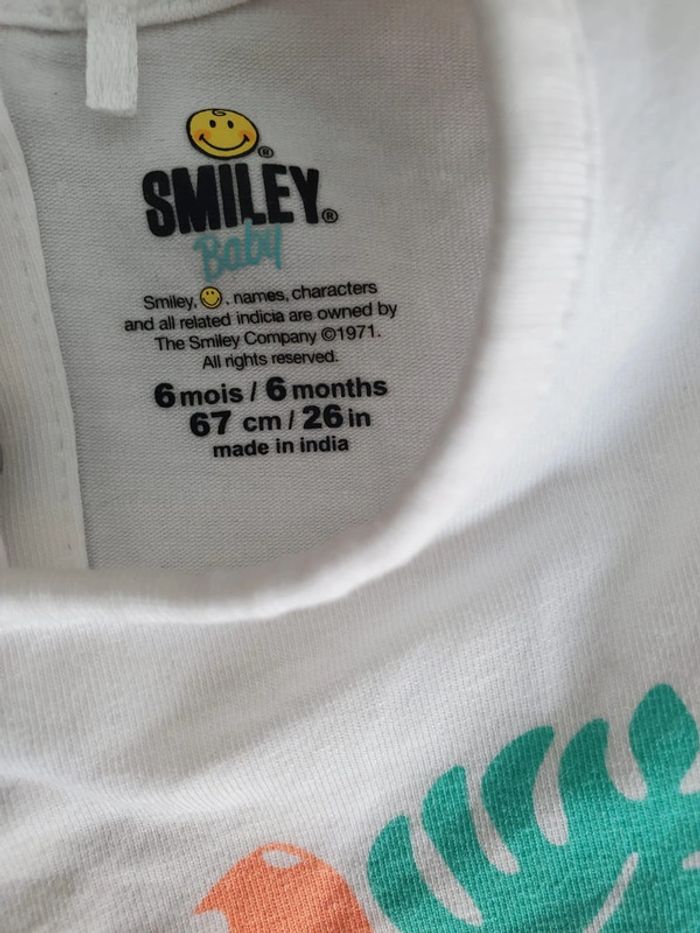 ®
SMILEY®
Baby
Smiley, , names, characters
and all related indicia are owned by
The Smiley Company ©1971.
All rights reserved.
6 mois / 6 months
67 cm / 26 in
made in india